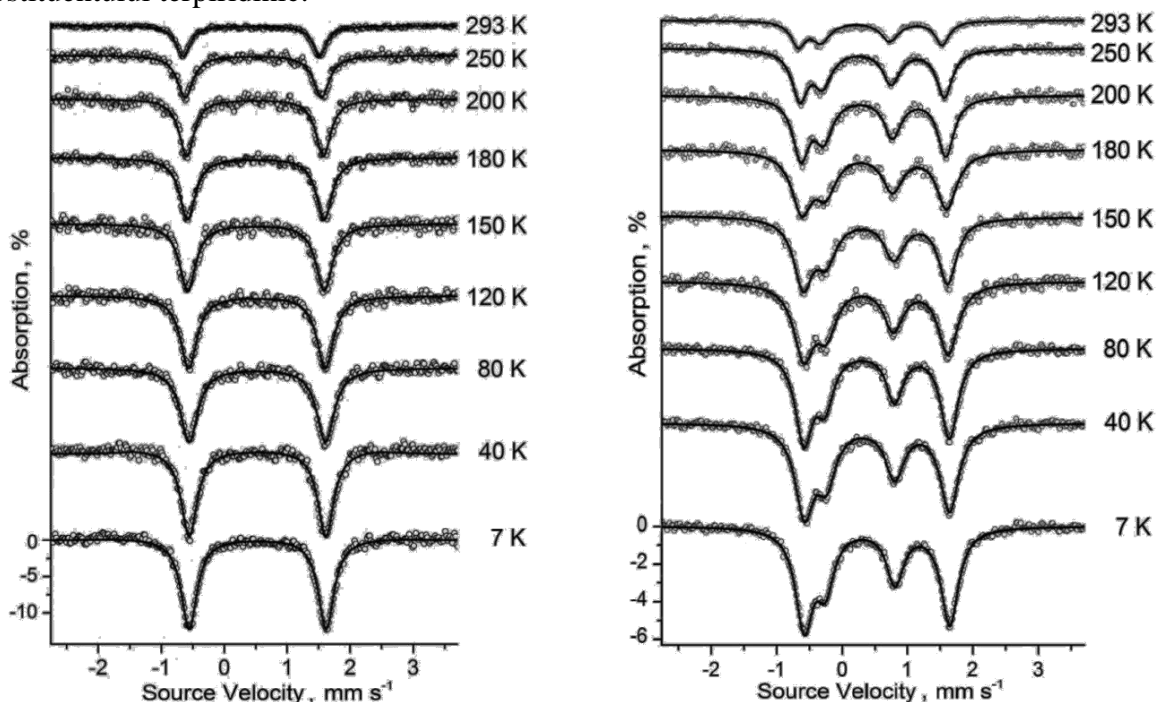 stituentului terpiridinic.
293 K
250 K
200 K
180 K
150 K
120 K
80 K
40 K
7 K
0
-5
-10
-2 -1 0 1 2 3
Absorption, %
Source Velocity, mm s⁻¹
293 K
250 K
200 K
180 K
150 K
120 K
80 K
40 K
7 K
0
-2
-4
-6
-2 -1 0 1 2 3
Absorption, %
Source Velocity, mm s⁻¹